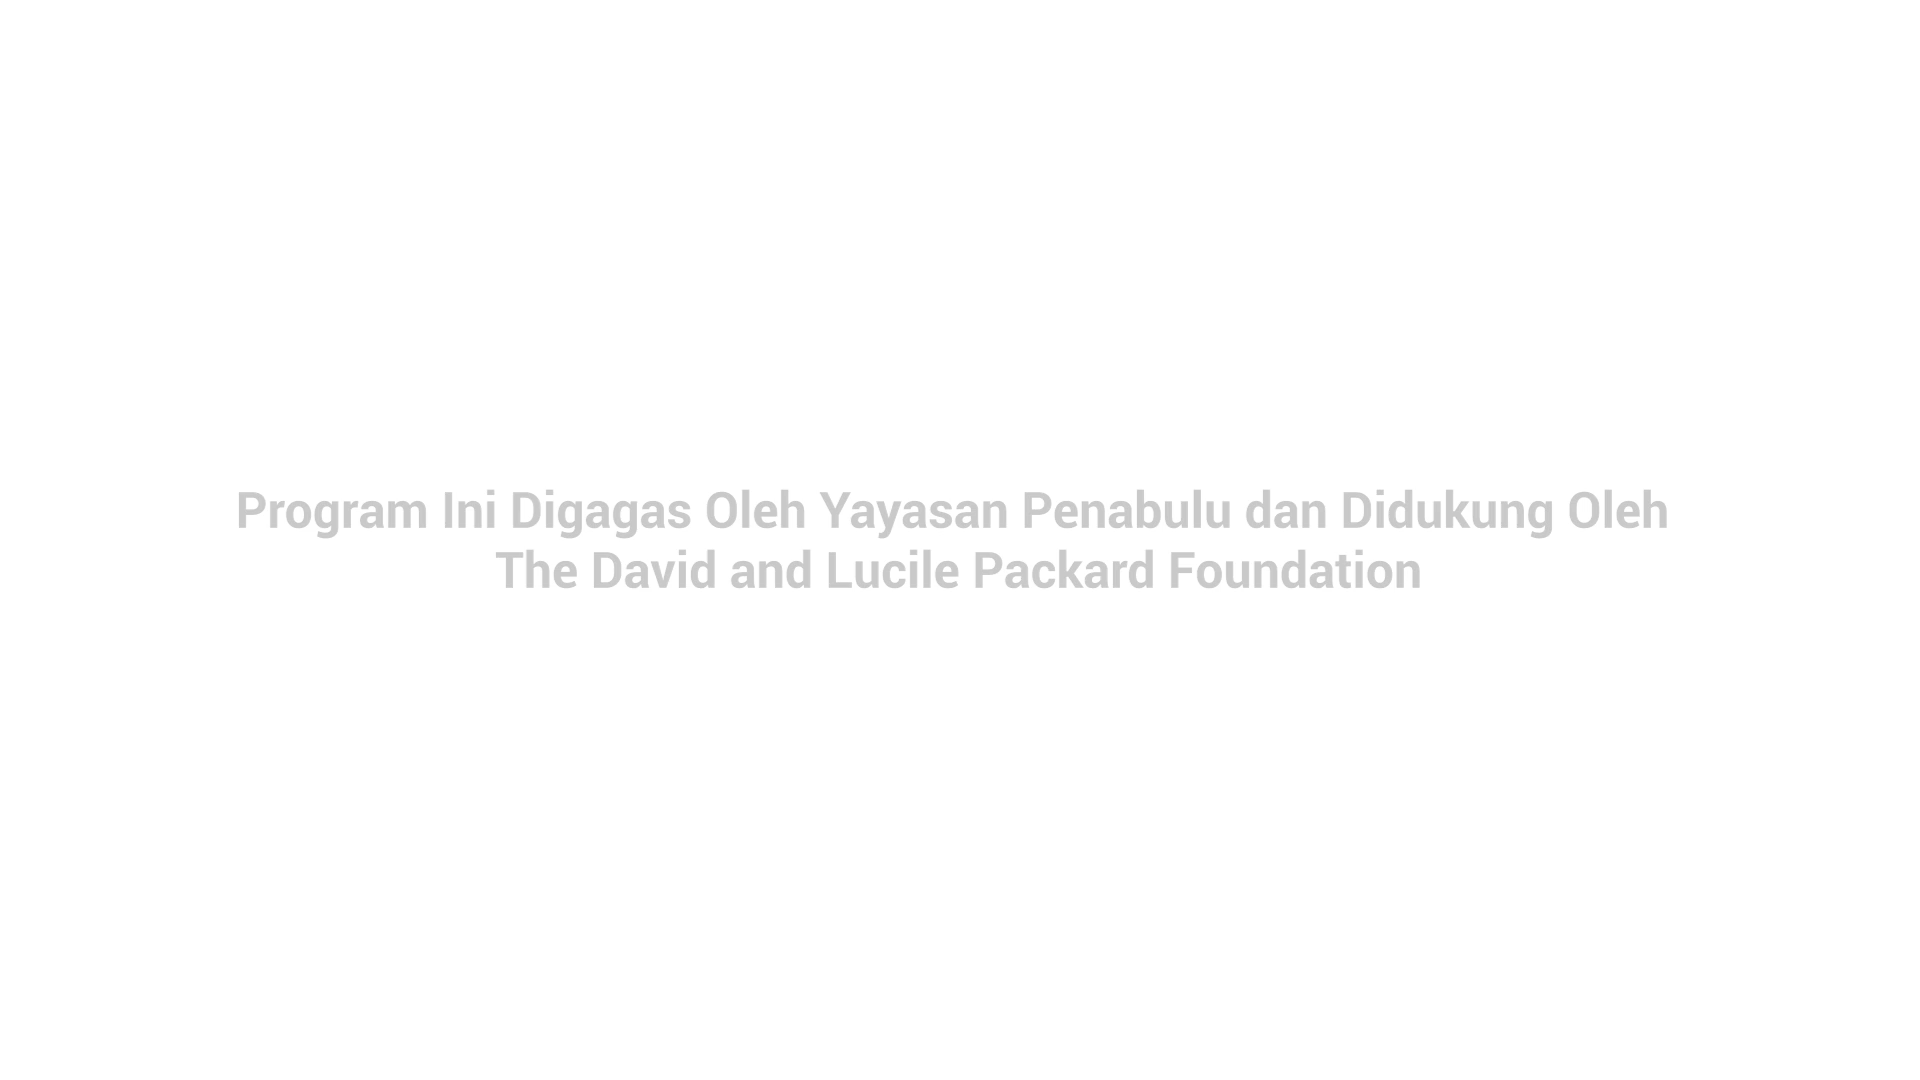 Program Ini Digagas Oleh Yayasan Penabulu dan Didukung Oleh
The David and Lucile Packard Foundation